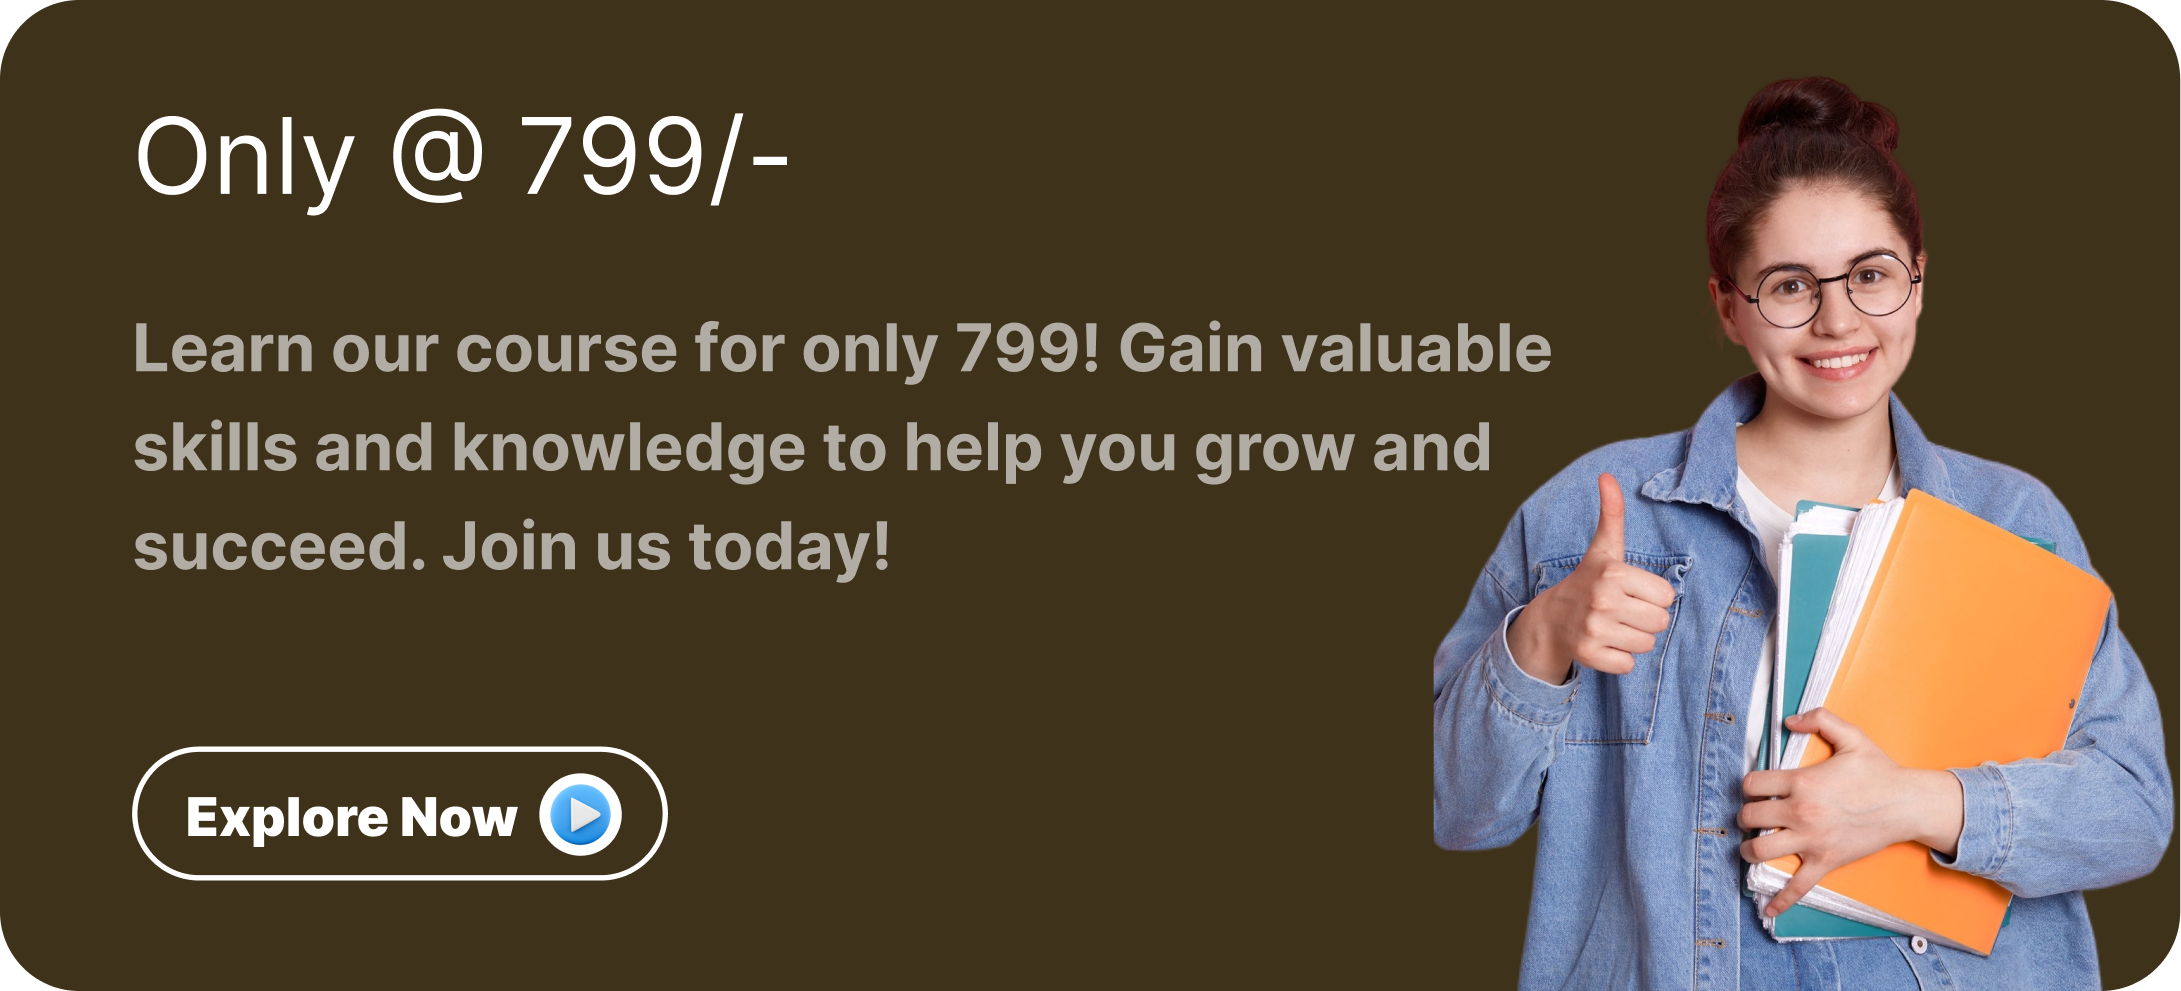 Only @ 799/-
Learn our course for only 799! Gain valuable
skills and knowledge to help you grow and
succeed. Join us today!
Explore Now